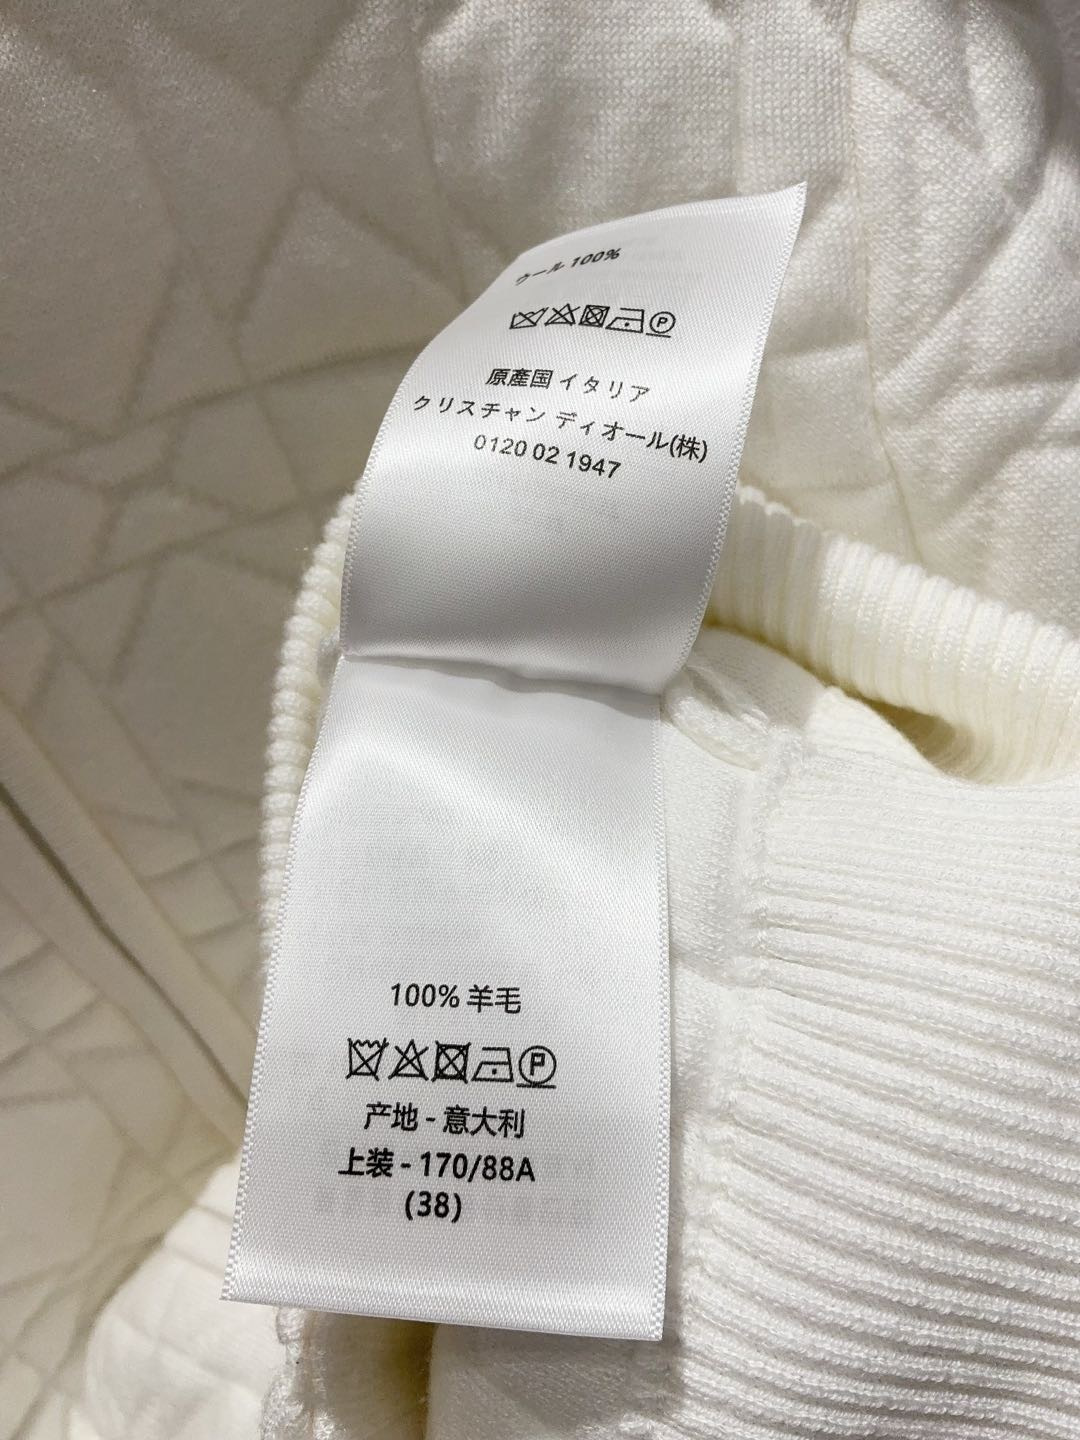 ウール 100%
P
原產国 イタリア
クリスチャン ディオール(株)
0120 02 1947
100% 羊毛
P
产地 - 意大利
上装 - 170/88A
(38)